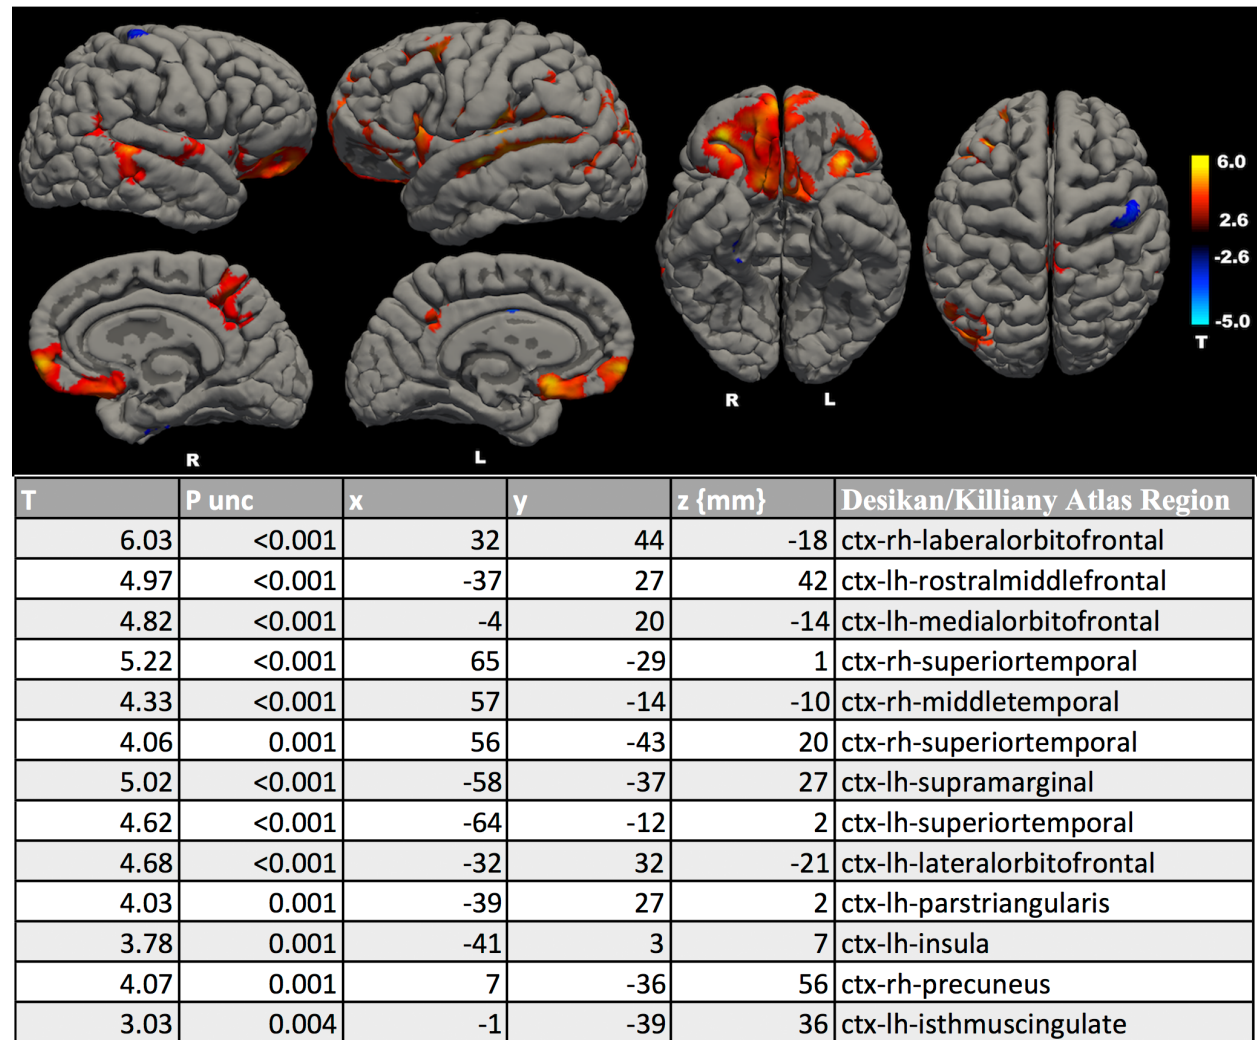 6.0
2.6
-2.6
-5.0
T
R L
R L
T P unc x y z {mm} Desikan/Killiany Atlas Region
6.03 <0.001 32 44 -18 ctx-rh-laberalorbitofrontal
4.97 <0.001 -37 27 42 ctx-lh-rostralmiddlefrontal
4.82 <0.001 -4 20 -14 ctx-lh-medialorbitofrontal
5.22 <0.001 65 -29 1 ctx-rh-superiortemporal
4.33 <0.001 57 -14 -10 ctx-rh-middletemporal
4.06 0.001 56 -43 20 ctx-rh-superiortemporal
5.02 <0.001 -58 -37 27 ctx-lh-supramarginal
4.62 <0.001 -64 -12 2 ctx-lh-superiortemporal
4.68 <0.001 -32 32 -21 ctx-lh-lateralorbitofrontal
4.03 0.001 -39 27 2 ctx-lh-parstriangularis
3.78 0.001 -41 3 7 ctx-lh-insula
4.07 0.001 7 -36 56 ctx-rh-precuneus
3.03 0.004 -1 -39 36 ctx-lh-isthmuscingulate